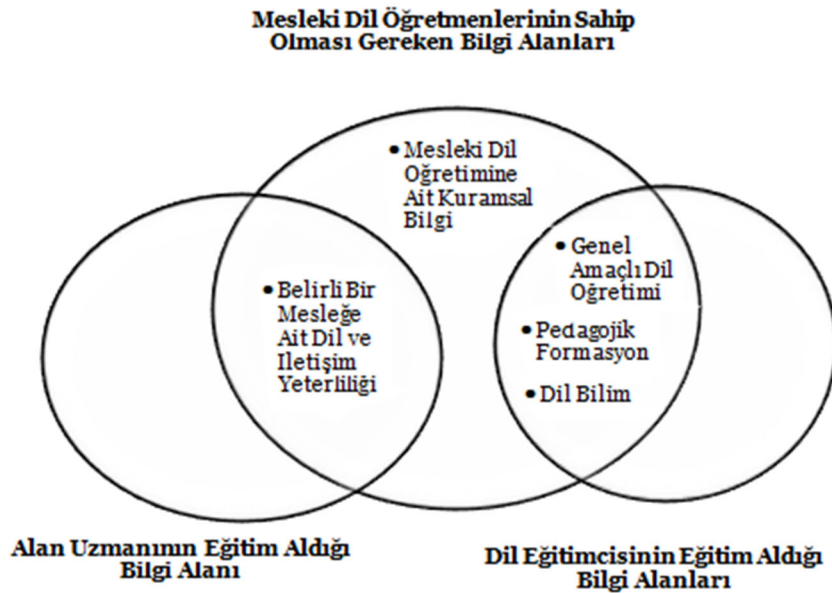 Mesleki Dil Öğretmenlerinin Sahip
Olması Gereken Bilgi Alanları
• Mesleki Dil
Oğretimine
Ait Kuramsal
Bilgi
• Genel
Amaçlı Dil
Oğretimi
• Belirli Bir
Mesleğe
Ait Dil ve
Iletişim
Yeterliliği
• Pedagojik
Formasyon
• Dil Bilim
Alan Uzmanının Eğitim Aldığı
Bilgi Alanı
Dil Eğitimcisinin Eğitim Aldığı
Bilgi Alanları